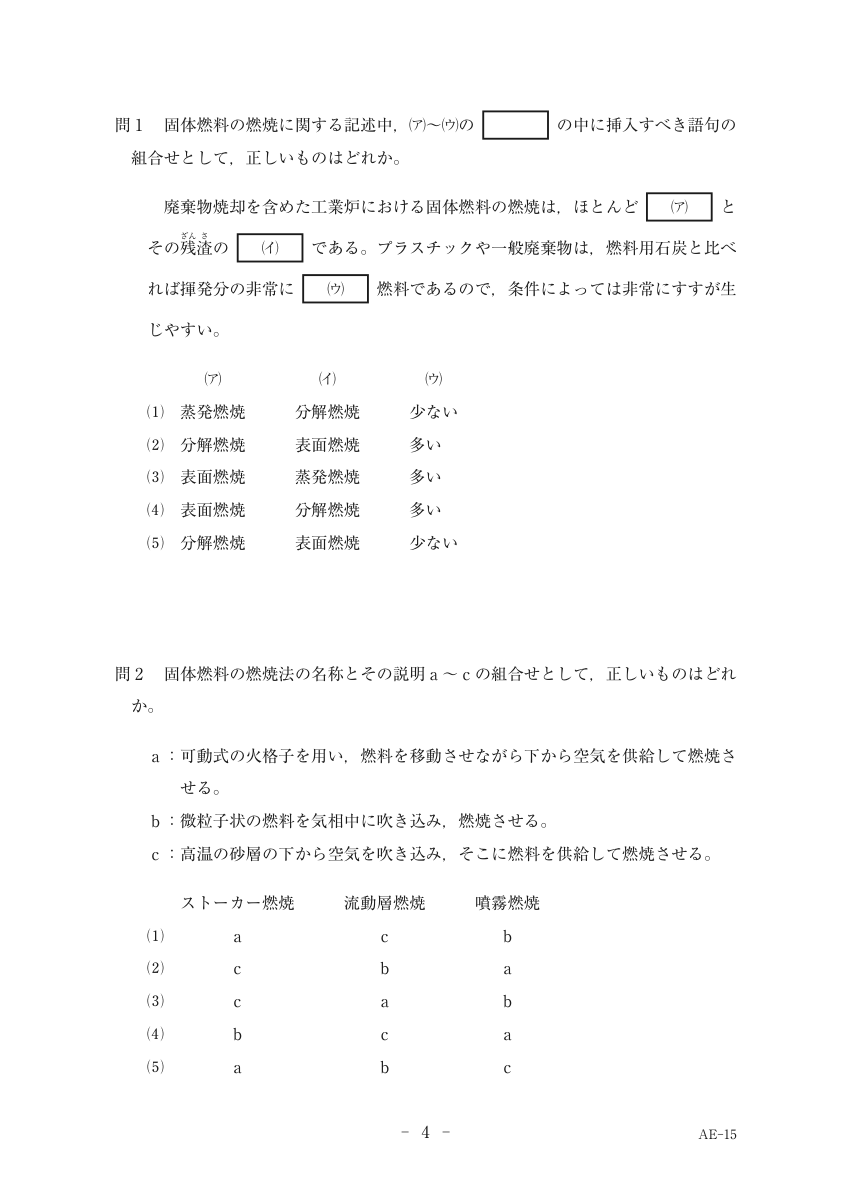 問１　固体燃料の燃焼に関する記述中，㋐～㋒の　　　の中に挿入すべき語句の
組合せとして，正しいものはどれか。
廃棄物焼却を含めた工業炉における固体燃料の燃焼は，ほとんど ㋐ と
ざん さ
その残渣の ㋑ である。プラスチックや一般廃棄物は，燃料用石炭と比べ
れば揮発分の非常に ㋒ 燃料であるので，条件によっては非常にすすが生
じやすい。
㋐　㋑　㋒
⑴　蒸発燃焼　分解燃焼　少ない
⑵　分解燃焼　表面燃焼　多い
⑶　表面燃焼　蒸発燃焼　多い
⑷　表面燃焼　分解燃焼　多い
⑸　分解燃焼　表面燃焼　少ない
問２　固体燃料の燃焼法の名称とその説明 a ～ c の組合せとして，正しいものはどれ
か。
a：可動式の火格子を用い，燃料を移動させながら下から空気を供給して燃焼さ
せる。
b：微粒子状の燃料を気相中に吹き込み，燃焼させる。
c：高温の砂層の下から空気を吹き込み，そこに燃料を供給して燃焼させる。
ストーカー燃焼　流動層燃焼　噴霧燃焼
⑴　a　c　b
⑵　c　b　a
⑶　c　a　b
⑷　b　c　a
⑸　a　b　c
－ 4 －
AE-15